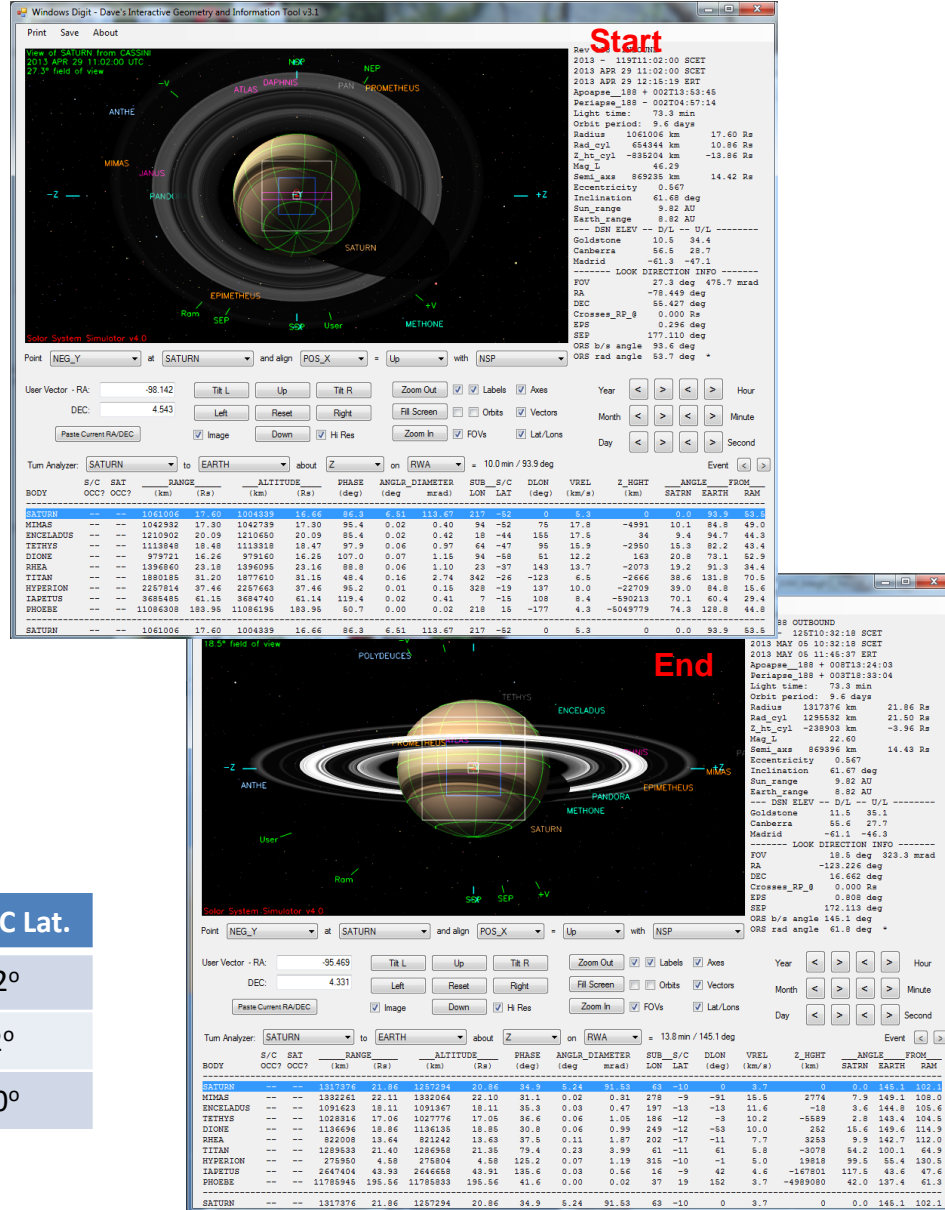 Windows Digit - Dave's Interactive Geometry and Information Tool v3.1
Print Save About
Start
View of SATURN from CASSINI
2013 APR 29 11:02:00 UTC
27.3° field of view
NSP
NEP
-V
DAPHNIS
ATLAS
PAN
PROMETHEUS
ANTHE
MIMAS
JANUS
PANDO
-Z
-Y
+Z
SATURN
EPIMETHEUS
Ram
SEP
SSP
User
+V
METHONE
Solar System Simulator v4.0
Rev
2013 - 119T11:02:00 SCET
2013 APR 29 11:02:00 SCET
2013 APR 29 12:15:19 ERT
Apoapse__188 + 002T13:53:45
Periapse_188 - 002T04:57:14
Light time: 73.3 min
Orbit period: 9.6 days
Radius 1061006 km 17.60 Rs
Rad_cyl 654344 km 10.86 Rs
Z_ht_cyl -835204 km -13.86 Rs
Mag_L 46.29
Semi_axs 869235 km 14.42 Rs
Eccentricity 0.567
Inclination 61.68 deg
Sun_range 9.82 AU
Earth_range 8.82 AU
--- DSN ELEV -- D/L -- U/L --------
Goldstone 10.5 34.4
Canberra 56.5 28.7
Madrid -61.3 -47.1
------- LOOK DIRECTION INFO -------
FOV 27.3 deg 475.7 mrad
RA -78.449 deg
DEC 55.427 deg
Crosses_RP_@ 0.000 Rs
EPS 0.296 deg
SEP 177.110 deg
ORS b/s angle 93.6 deg
ORS rad angle 53.7 deg *
Point NEG_Y at SATURN and align POS_X = Up with NSP
User Vector - RA: -98.142 Tilt L Up Tilt R Zoom Out Labels Axes Year < > < > Hour
DEC: 4.543 Left Reset Right Fill Screen Orbits Vectors Month < > < > Minute
Paste Current RA/DEC Image Down Hi Res Zoom In FOVs Lat/Lons Day < > < > Second
Turn Analyzer: SATURN to EARTH about Z on RWA = 10.0 min / 93.9 deg Event < >
S/C SAT ____RANGE____ ____ALTITUDE____ PHASE ANGLR_DIAMETER SUB__S/C DLON VREL Z_HGHT ____ANGLE____FROM____
BODY OCC? OCC? (km) (Rs) (km) (Rs) (deg) (deg mrad) LON LAT (deg) (km/s) (km) SATRN EARTH RAM
SATURN -- -- 1061006 17.60 1004339 16.66 86.3 6.51 113.67 217 -52 0 5.3 0 0.0 93.9 53.5
MIMAS -- -- 1042932 17.30 1042739 17.30 95.4 0.02 0.40 94 -52 75 17.8 -4991 10.1 84.8 49.0
ENCELADUS -- -- 1210902 20.09 1210650 20.09 85.4 0.02 0.42 18 -44 155 17.5 34 9.4 94.7 44.3
TETHYS -- -- 1113848 18.48 1113318 18.47 97.9 0.06 0.97 64 -47 95 15.9 -2950 15.3 82.2 43.4
DIONE -- -- 979721 16.26 979160 16.25 107.0 0.07 1.15 94 -58 51 12.2 163 20.8 73.1 52.9
RHEA -- -- 1396860 23.18 1396095 23.16 88.8 0.06 1.10 23 -37 143 13.7 -2073 19.2 91.3 34.4
TITAN -- -- 1880185 31.20 1877610 31.15 48.4 0.16 2.74 342 -26 -123 6.5 -2666 38.6 131.8 70.5
HYPERION -- -- 2257814 37.46 2257663 37.46 95.2 0.01 0.15 328 -19 137 10.0 -22709 39.0 84.8 15.6
IAPETUS -- -- 3685485 61.15 3684740 61.14 119.4 0.02 0.41 7 -15 108 8.4 -590213 70.1 60.4 29.4
PHOEBE -- -- 11086308 183.95 11086195 183.95 50.7 0.00 0.02 218 15 -177 4.3 -5049779 74.3 128.8 44.8
SATURN -- -- 1061006 17.60 1004339 16.66 86.3 6.51 113.67 217 -52 0 5.3 0 0.0 93.9 53.5
End
18.5° field of view
POLYDEUCES
TETHYS
ENCELADUS
PROMETHEUS
ATLAS
-Z
+Z
MIMAS
ANTHE
EPIMETHEUS
PANDORA
METHONE
SATURN
User
Ram
SSP
SEP
+V
Solar System Simulator v4.0
88 OUTBOUND
125T10:32:18 SCET
2013 MAY 05 10:32:18 SCET
2013 MAY 05 11:45:37 ERT
Apoapse__188 + 008T13:24:03
Periapse_188 + 003T18:33:04
Light time: 73.3 min
Orbit period: 9.6 days
Radius 1317376 km 21.86 Rs
Rad_cyl 1295532 km 21.50 Rs
Z_ht_cyl -238903 km -3.96 Rs
Mag_L 22.60
Semi_axs 869396 km 14.43 Rs
Eccentricity 0.567
Inclination 61.67 deg
Sun_range 9.82 AU
Earth_range 8.82 AU
--- DSN ELEV -- D/L -- U/L --------
Goldstone 11.5 35.1
Canberra 55.6 27.7
Madrid -61.1 -46.3
------- LOOK DIRECTION INFO -------
FOV 18.5 deg 323.3 mrad
RA -123.226 deg
DEC 16.662 deg
Crosses_RP_@ 0.000 Rs
EPS 0.808 deg
SEP 172.113 deg
ORS b/s angle 145.1 deg
ORS rad angle 61.8 deg *
Point NEG_Y at SATURN and align POS_X = Up with NSP
User Vector - RA: -95.469 Tilt L Up Tilt R Zoom Out Labels Axes Year < > < > Hour
DEC: 4.331 Left Reset Right Fill Screen Orbits Vectors Month < > < > Minute
Paste Current RA/DEC Image Down Hi Res Zoom In FOVs Lat/Lons Day < > < > Second
Turn Analyzer: SATURN to EARTH about Z on RWA = 13.8 min / 145.1 deg Event < >
S/C SAT ____RANGE____ ____ALTITUDE____ PHASE ANGLR_DIAMETER SUB__S/C DLON VREL Z_HGHT ____ANGLE____FROM____
BODY OCC? OCC? (km) (Rs) (km) (Rs) (deg) (deg mrad) LON LAT (deg) (km/s) (km) SATRN EARTH RAM
SATURN -- -- 1317376 21.86 1257294 20.86 34.9 5.24 91.53 63 -10 0 3.7 0 0.0 145.1 102.1
MIMAS -- -- 1332261 22.11 1332064 22.10 31.1 0.02 0.31 278 -9 -91 15.5 2774 7.9 149.1 108.0
ENCELADUS -- -- 1091623 18.11 1091367 18.11 35.3 0.03 0.47 197 -13 -13 11.6 -18 3.6 144.8 105.6
TETHYS -- -- 1028316 17.06 1027776 17.05 36.6 0.06 1.05 186 -12 -3 10.2 -5589 2.8 143.4 104.5
DIONE -- -- 1136696 18.86 1136135 18.85 30.8 0.06 0.99 249 -12 -53 10.0 252 15.6 149.6 114.9
RHEA -- -- 822008 13.64 821242 13.63 37.5 0.11 1.87 202 -17 -11 7.7 3253 9.9 142.7 112.0
TITAN -- -- 1289533 21.40 1286958 21.35 79.4 0.23 3.99 61 -11 61 5.8 -3078 54.2 100.1 64.9
HYPERION -- -- 275950 4.58 275804 4.58 125.2 0.07 1.19 315 -10 -1 5.0 19818 99.5 55.4 130.5
IAPETUS -- -- 2647404 43.93 2646658 43.91 135.6 0.03 0.56 16 -9 42 4.6 -167801 117.5 43.6 47.6
PHOEBE -- -- 11785945 195.56 11785833 195.56 41.6 0.00 0.02 37 19 152 3.7 -4989080 42.0 137.4 61.3
SATURN -- -- 1317376 21.86 1257294 20.86 34.9 5.24 91.53 63 -10 0 3.7 0 0.0 145.1 102.1
C Lat.
2º
0º